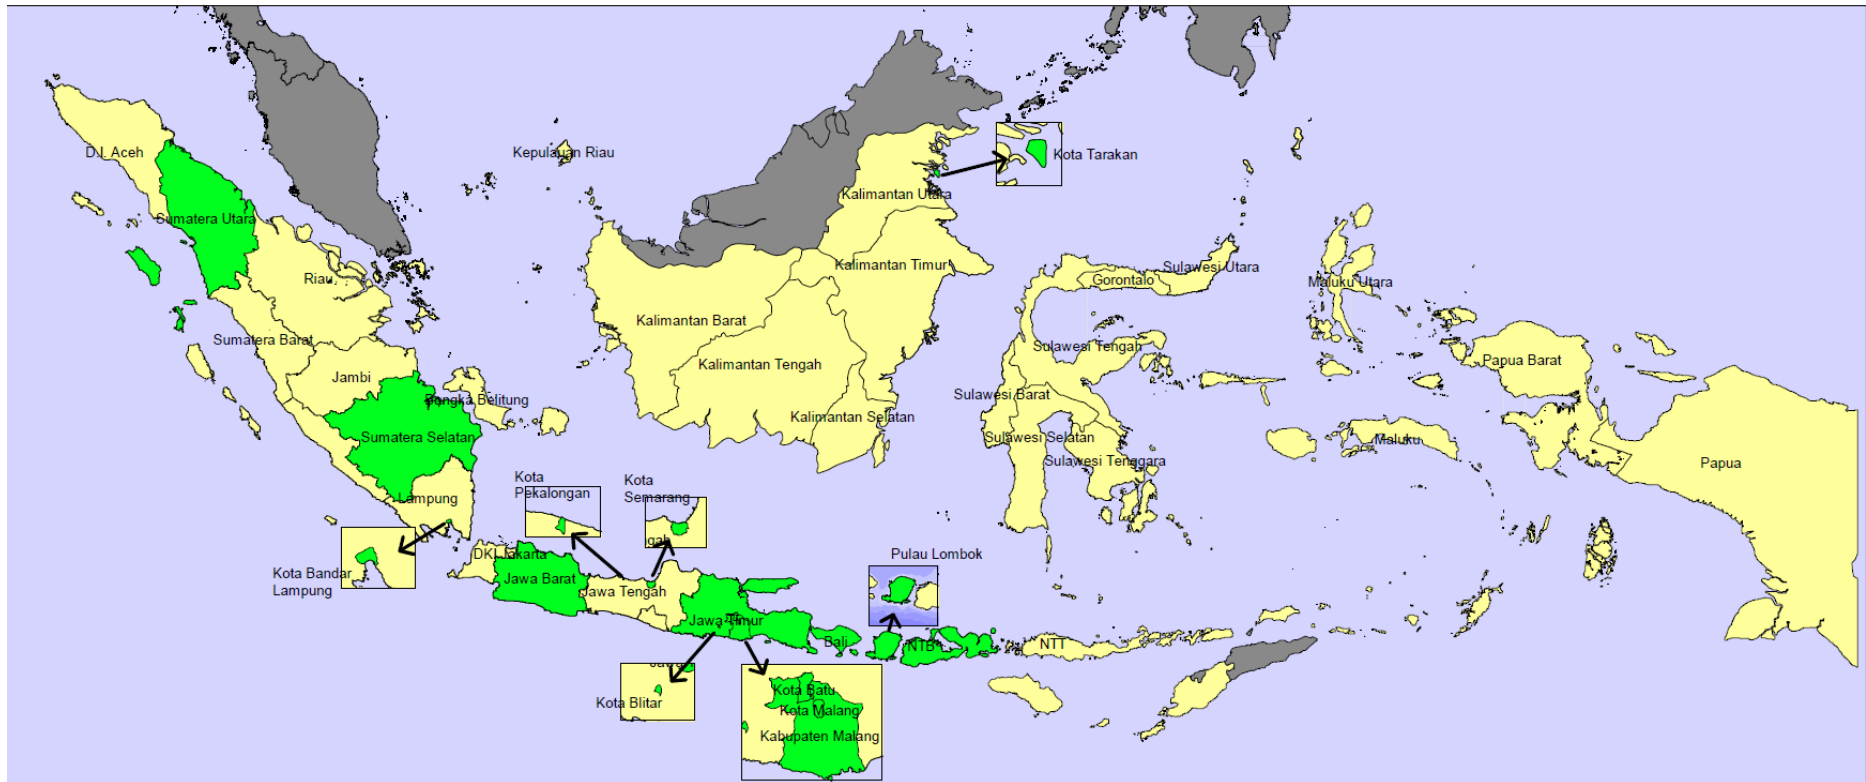 D.I. Aceh
Kepulauan Riau
Kota Tarakan
Kalimantan Utara
Sumatera Utara
Riau
Kalimantan Timur
Sulawesi Utara
Gorontalo
Maluku Utara
Kalimantan Barat
Sumatera Barat
Sulawesi Tengah
Papua Barat
Kalimantan Tengah
Jambi
Bangka Belitung
Sulawesi Barat
Kalimantan Selatan
Sumatera Selatan
Sulawesi Selatan
Maluku
Sulawesi Tenggara
Papua
Kota
Pekalongan
Kota
Semarang
Lampung
ngah
DKI Jakarta
Pulau Lombok
Kota Bandar
Lampung
Jawa Barat
Jawa Tengah
Jawa Timur
Bali
NTB
NTT
Kota Blitar
Kota Batu
Kota Malang
Kabupaten Malang